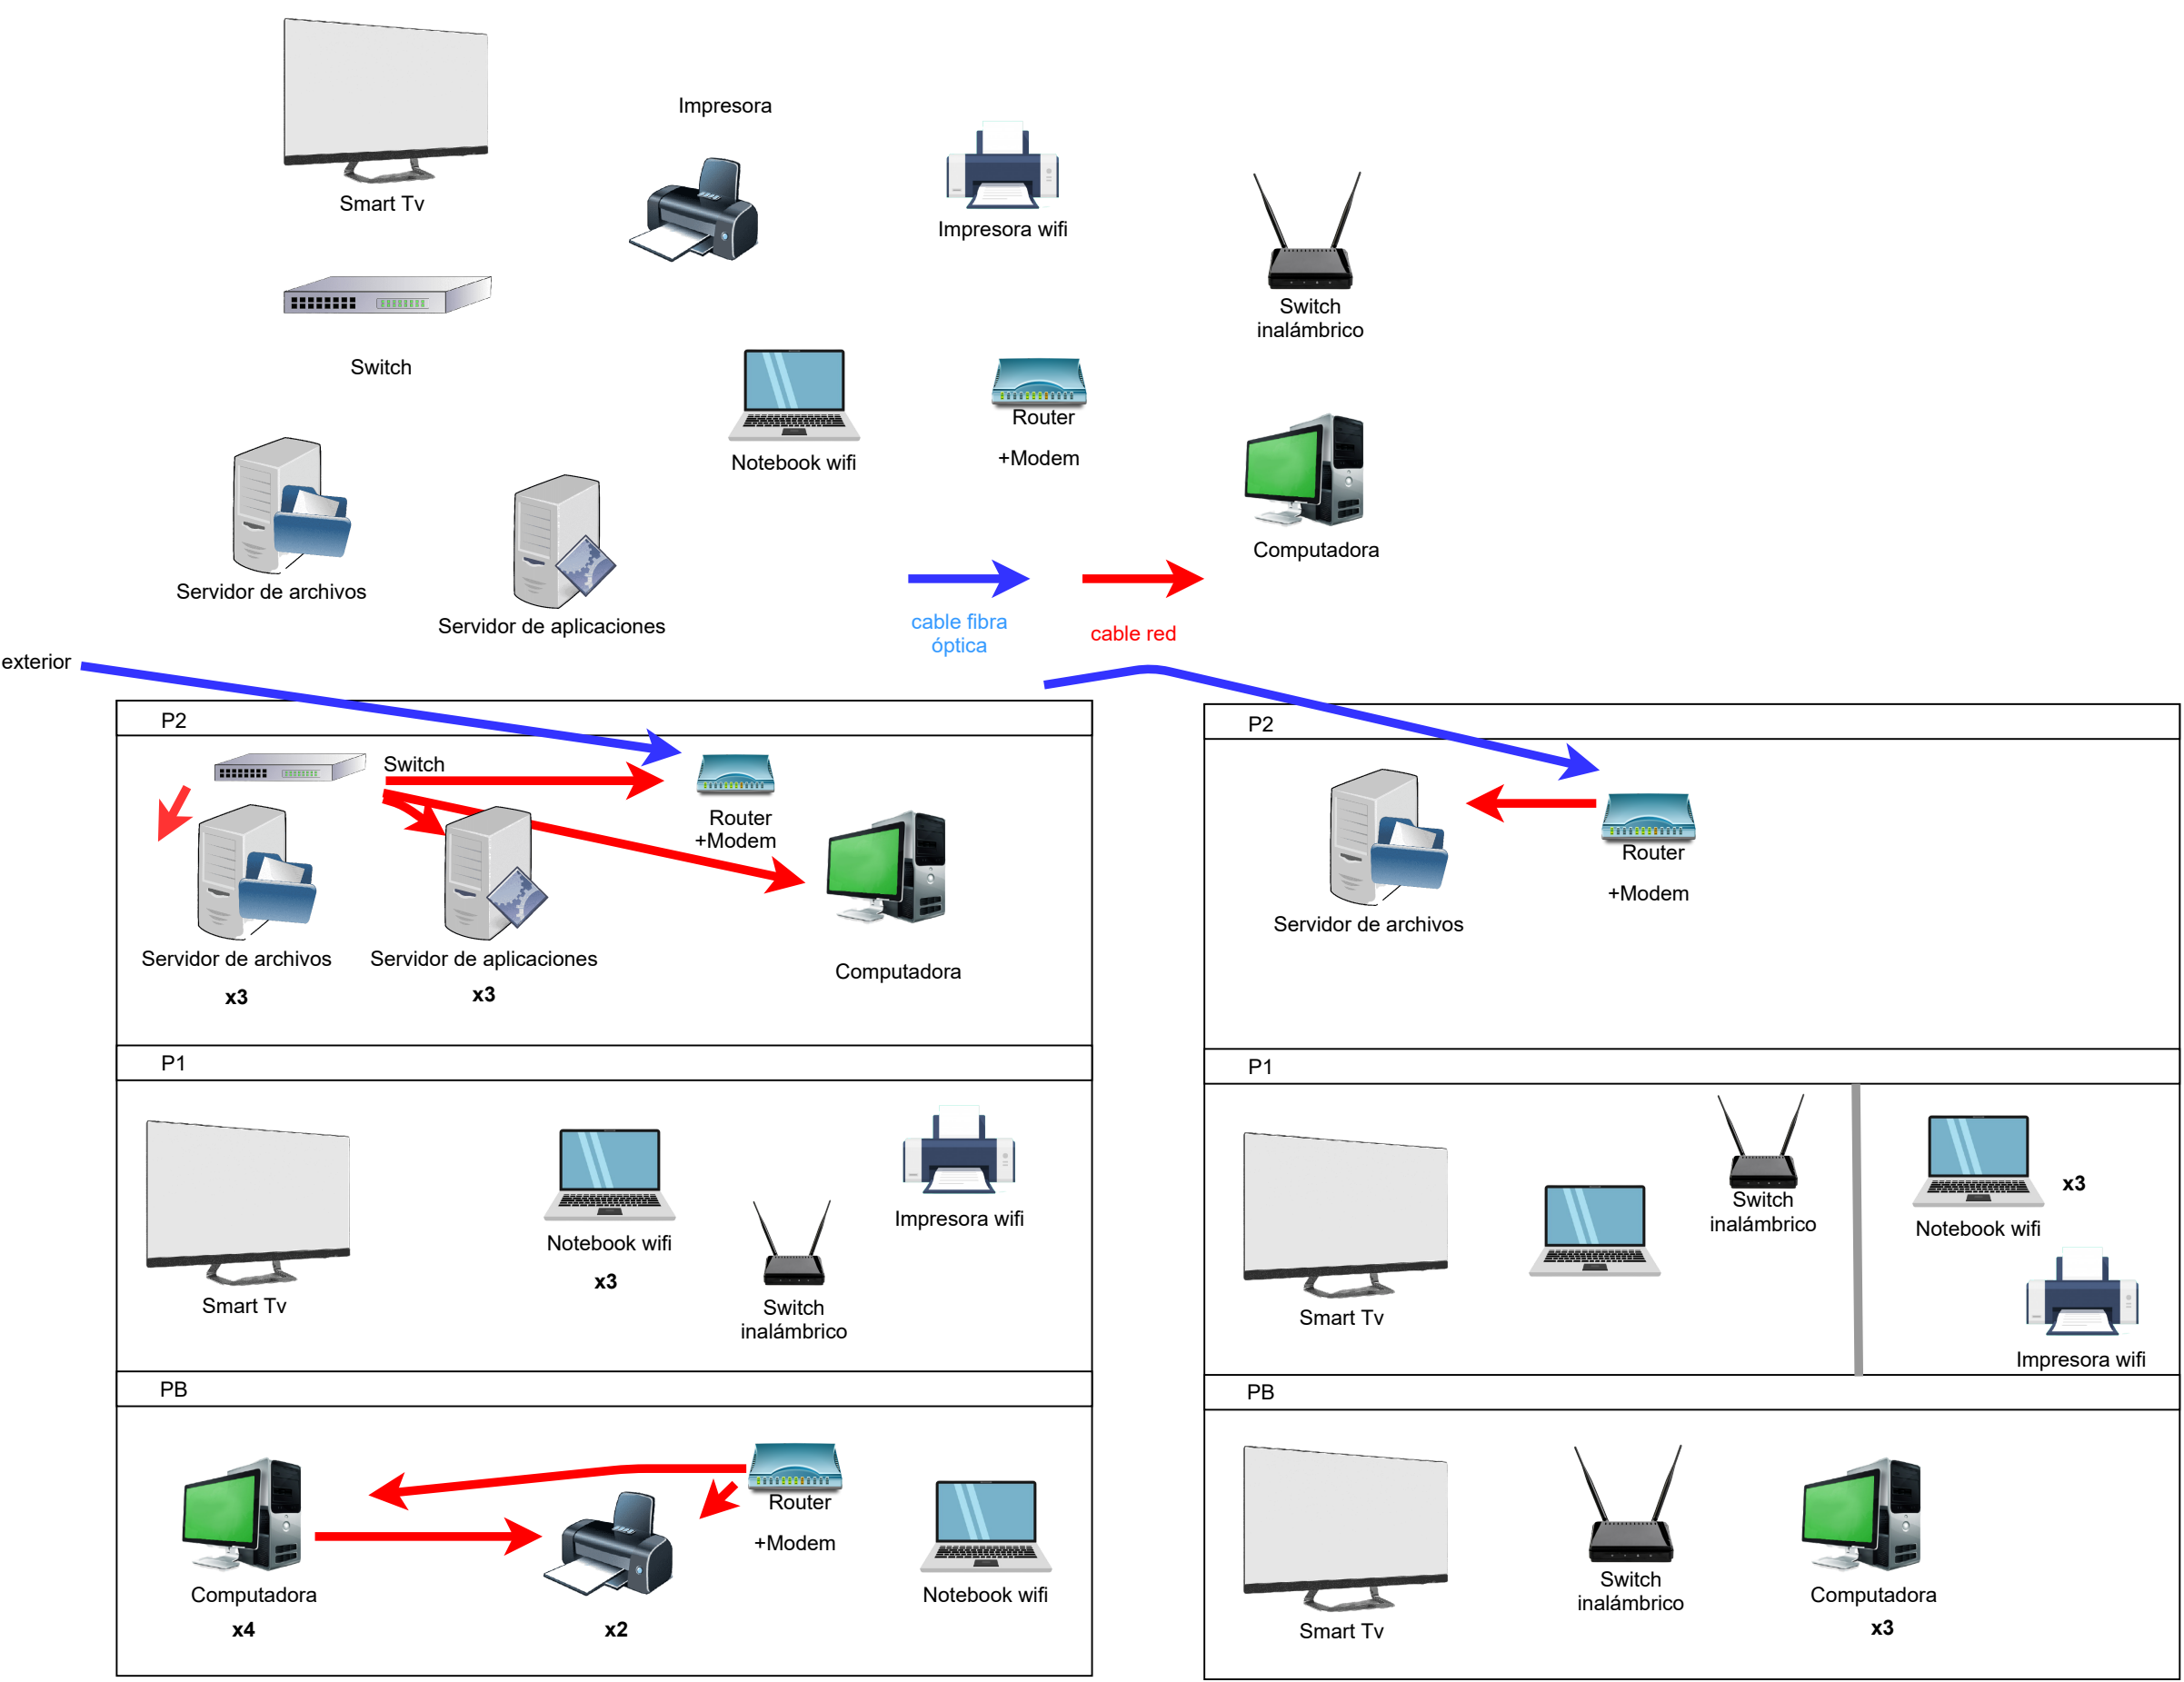 Impresora
Smart Tv
Impresora wifi
Switch
inalámbrico
Switch
Router
+Modem
Notebook wifi
Computadora
Servidor de archivos
Servidor de aplicaciones
cable fibra
óptica
cable red
exterior
P2
Switch
Router
+Modem
Servidor de archivos
x3
Servidor de aplicaciones
x3
Computadora
P1
Smart Tv
Notebook wifi
x3
Switch
inalámbrico
Impresora wifi
PB
Computadora
x4
x2
Router
+Modem
Notebook wifi
P2
Servidor de archivos
Router
+Modem
P1
Smart Tv
Switch
inalámbrico
Notebook wifi
x3
Impresora wifi
PB
Smart Tv
Switch
inalámbrico
Computadora
x3